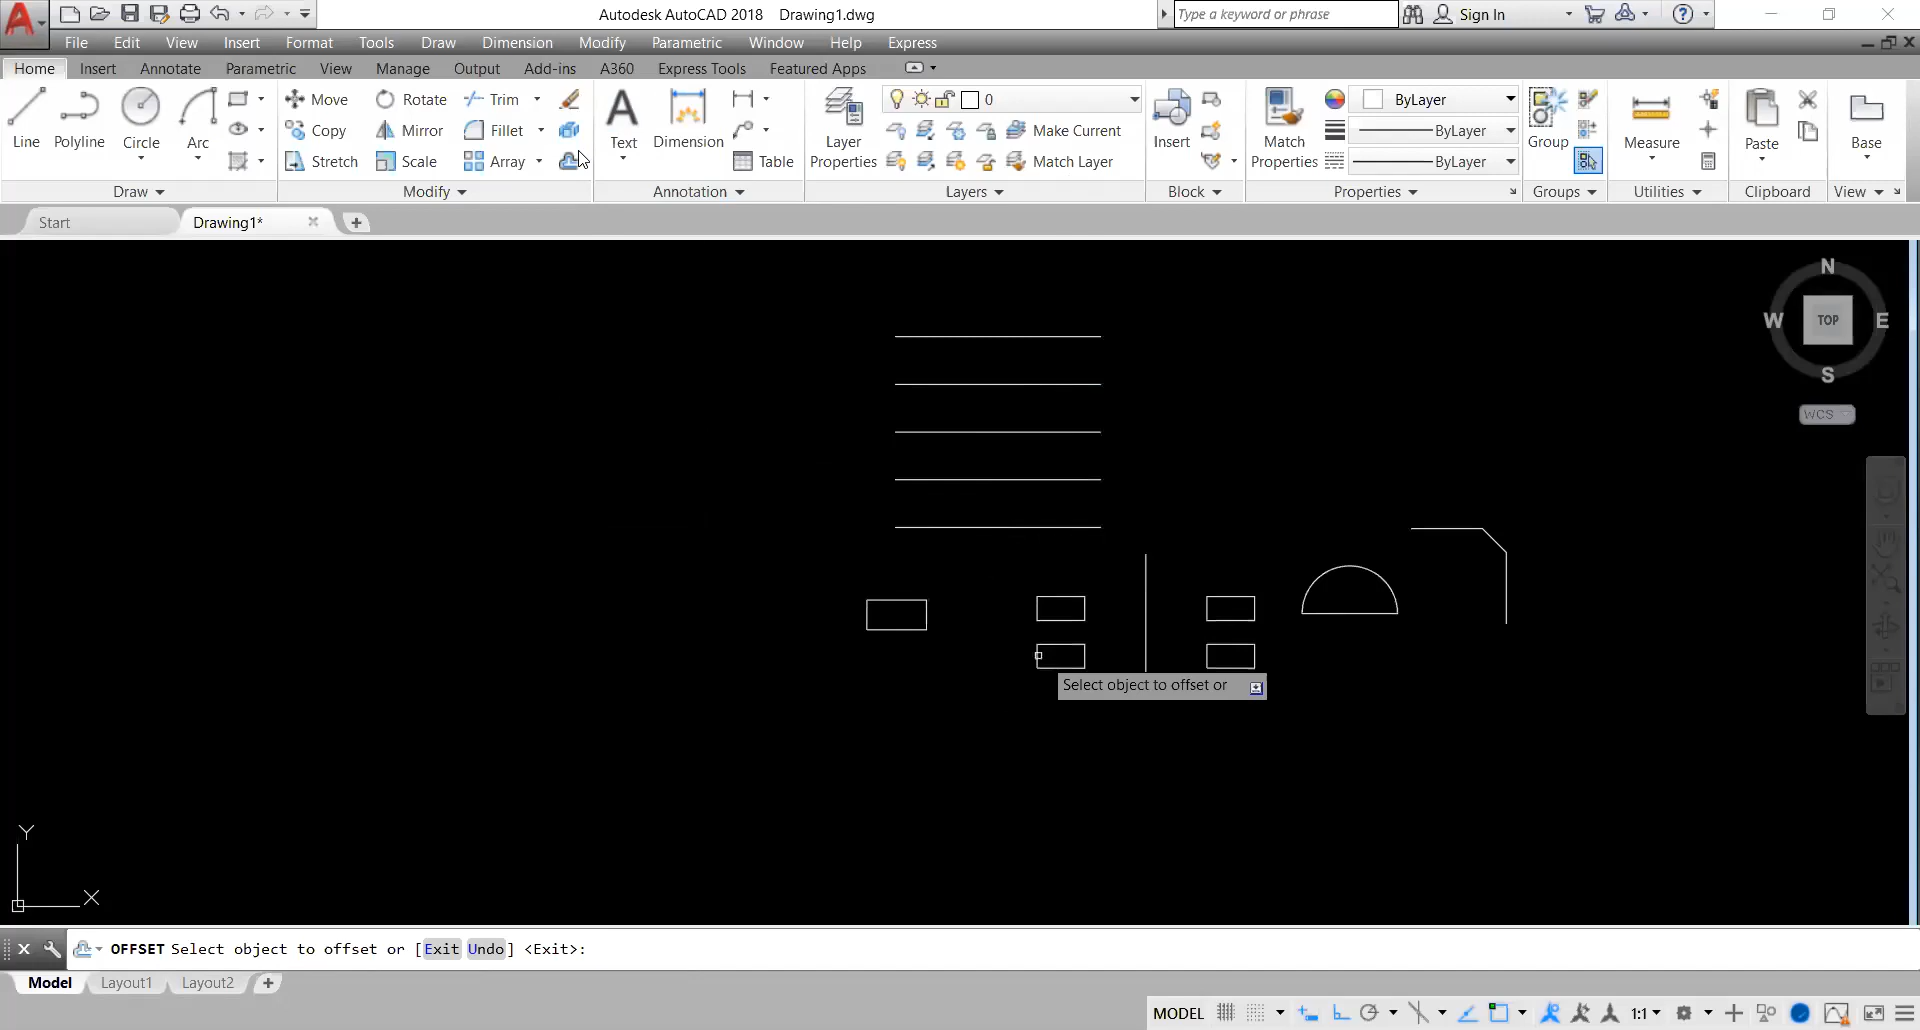 Autodesk AutoCAD 2018 Drawing1.dwg
Type a keyword or phrase
Sign In
File Edit View Insert Format Tools Draw Dimension Modify Parametric Window Help Express
Home Insert Annotate Parametric View Manage Output Add-ins A360 Express Tools Featured Apps
Line Polyline Circle Arc
Move Rotate Trim
Copy Mirror Fillet
Stretch Scale Array
Text Dimension Table
Layer Properties
0
Make Current
Match Layer
Insert
Match Properties
ByLayer
ByLayer
ByLayer
Group
Measure
Paste
Base
Draw Modify Annotation Layers Block Properties Groups Utilities Clipboard View
Start Drawing1*
N
W TOP E
S
WCS
Select object to offset or
Y
X
OFFSET Select object to offset or [Exit Undo] <Exit>:
Model Layout1 Layout2
MODEL 1:1